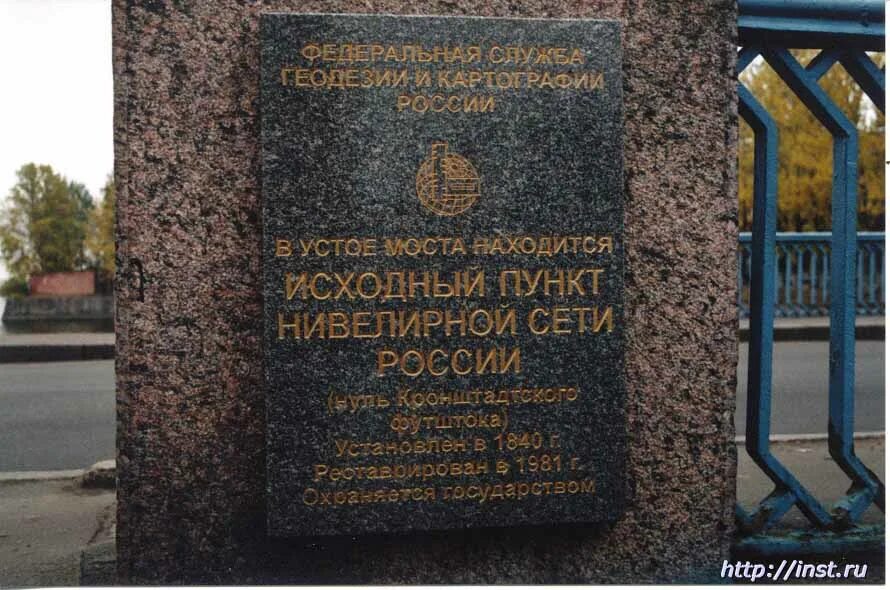 ФЕДЕРАЛЬНАЯ СЛУЖБА
ГЕОДЕЗИИ И КАРТОГРАФИИ
РОССИИ
В УСТОЕ МОСТА НАХОДИТСЯ
ИСХОДНЫЙ ПУНКТ
НИВЕЛИРНОЙ СЕТИ
РОССИИ
(нуль Кронштадтского
футштока)
Установлен в 1840 г.
Реставрирован в 1981 г.
Охраняется государством
http://inst.ru